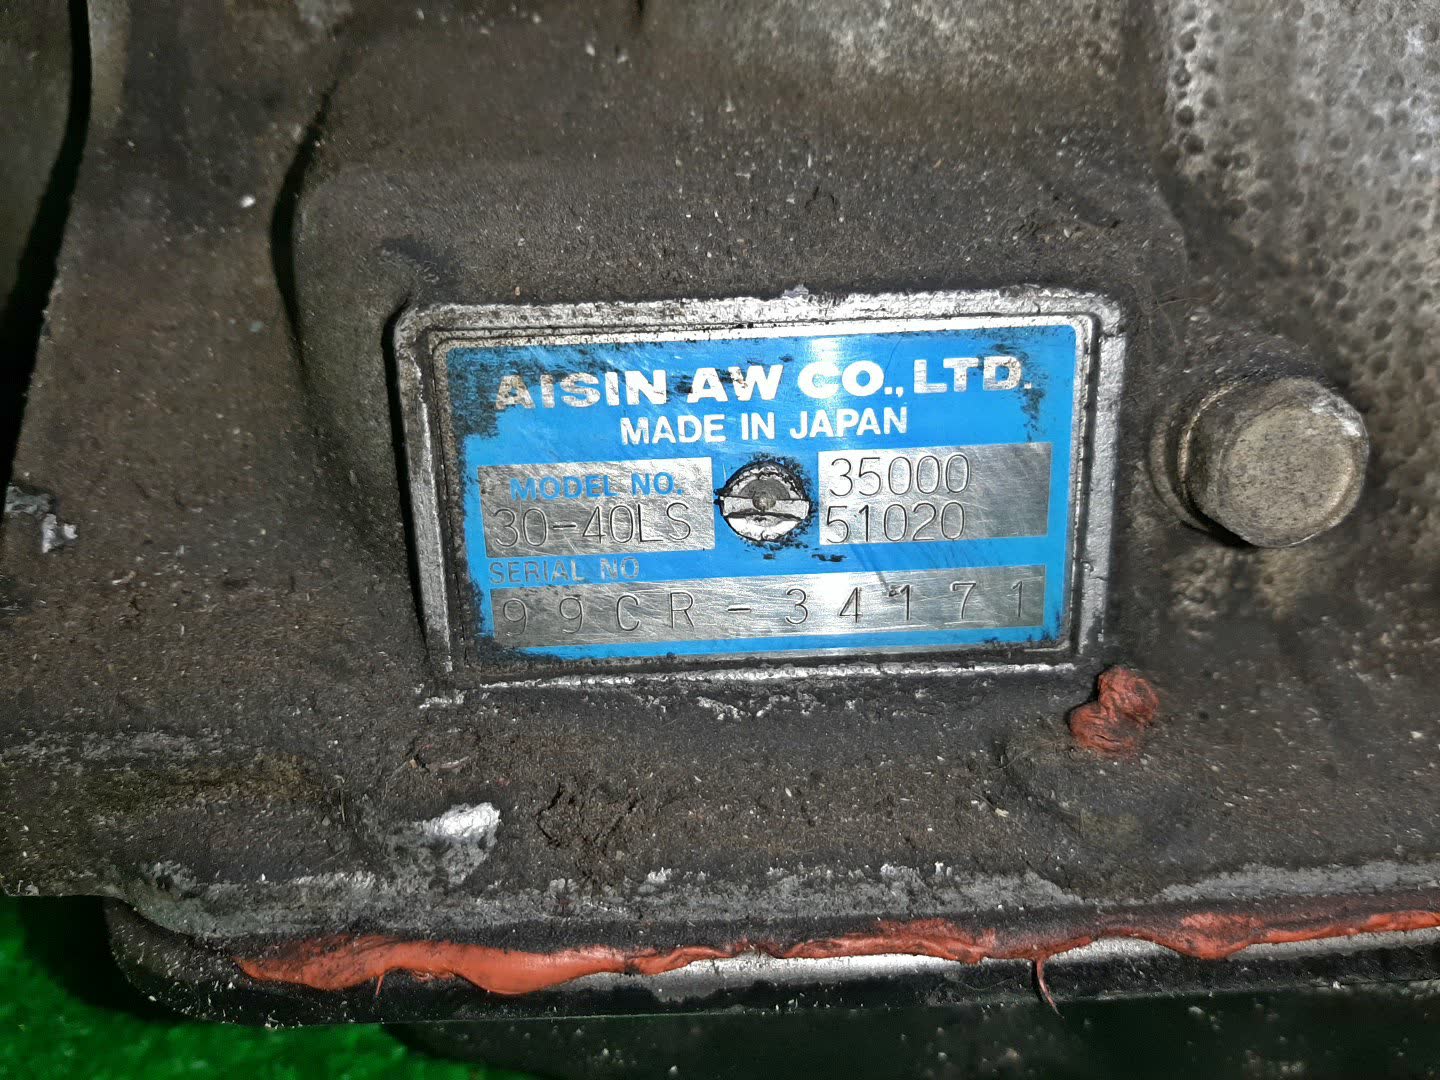 AISIN AW CO., LTD.
MADE IN JAPAN
MODEL NO. 35000
30-40LS 51020
SERIAL NO
99CR-34171